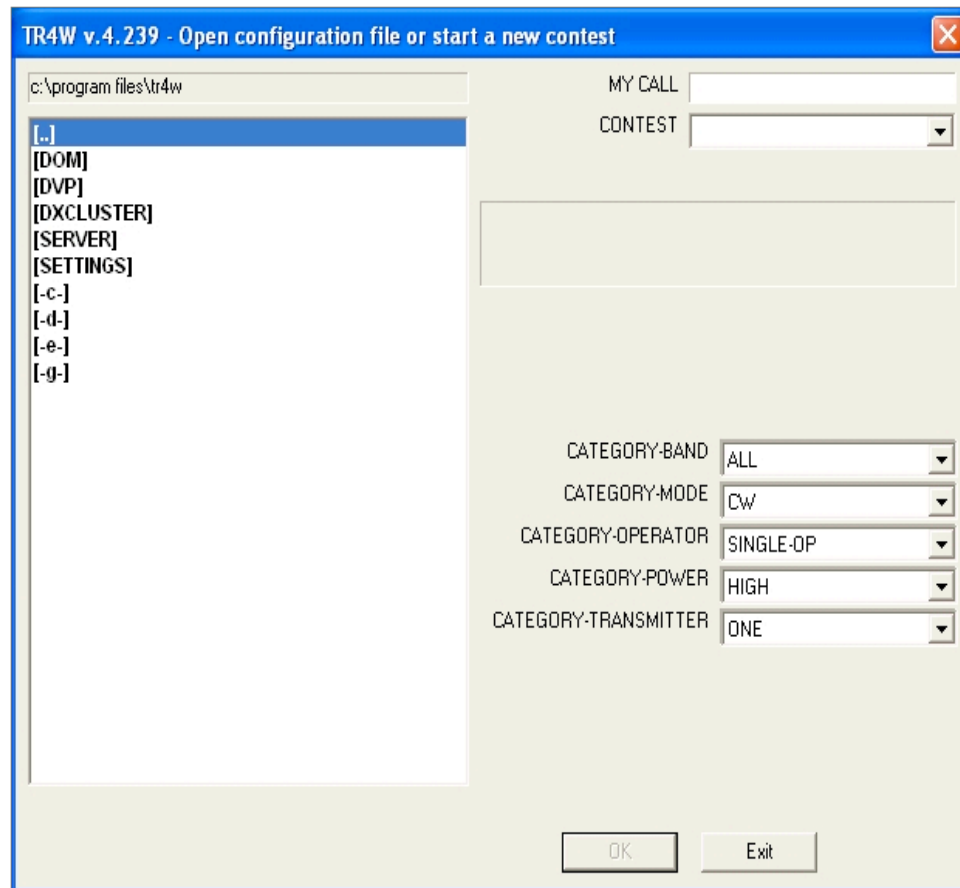 TR4W v.4.239 - Open configuration file or start a new contest
c:\program files\tr4w
[..]
[DOM]
[DVP]
[DXCLUSTER]
[SERVER]
[SETTINGS]
[-c-]
[-d-]
[-e-]
[-g-]
MY CALL
CONTEST
CATEGORY-BAND ALL
CATEGORY-MODE CW
CATEGORY-OPERATOR SINGLE-OP
CATEGORY-POWER HIGH
CATEGORY-TRANSMITTER ONE
OK Exit